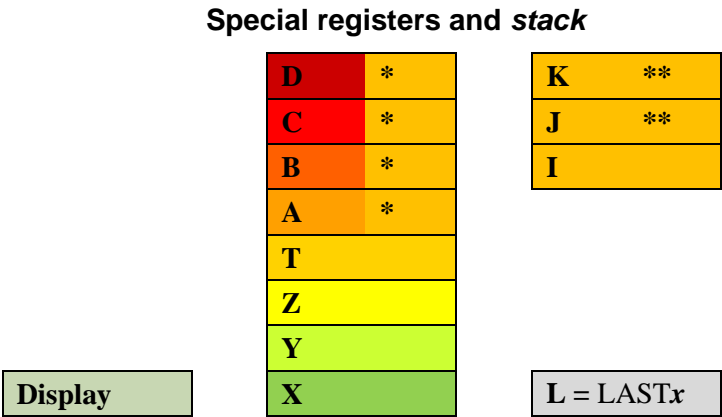 Special registers and stack
D * K **
C * J **
B * I
A *
T
Z
Y
Display X L = LASTx